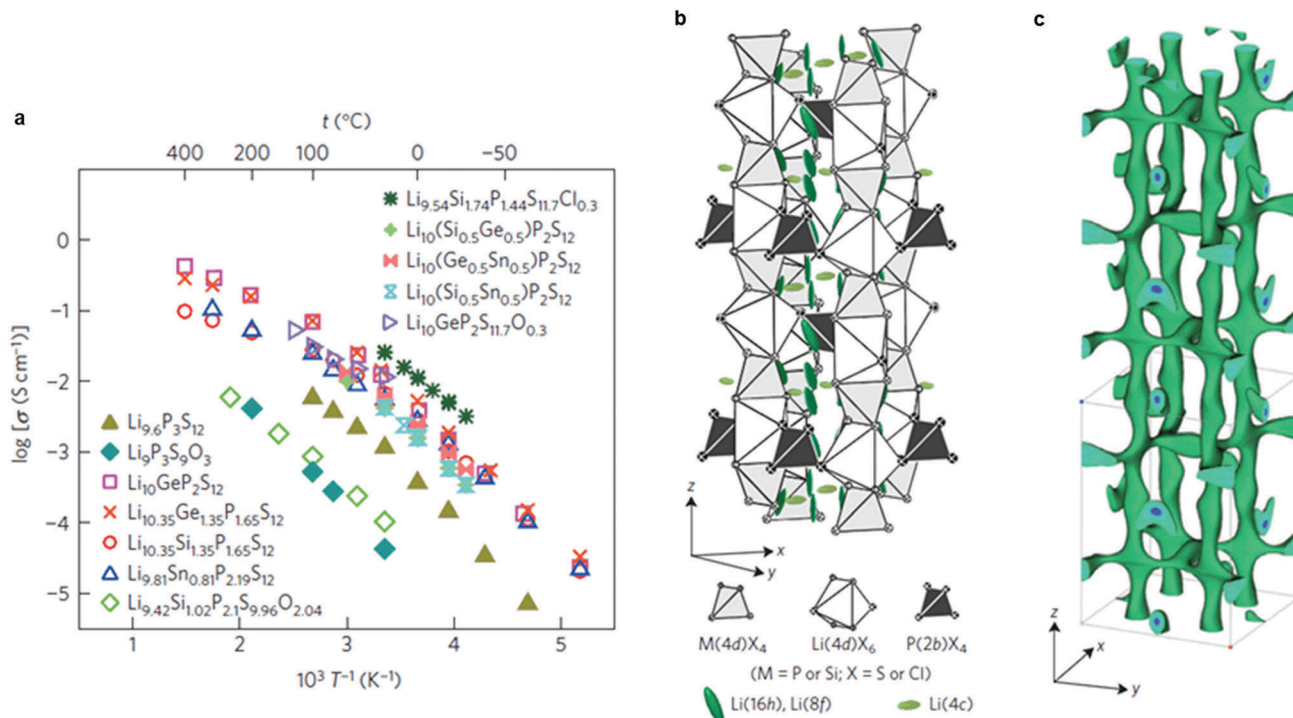 a
t (°C)
400 200 100 0 −50
log [σ (S cm⁻¹)]
0
−1
−2
−3
−4
−5
Li₉.₅₄Si₁.₇₄P₁.₄₄S₁₁.₇Cl₀.₃
Li₁₀(Si₀.₅Ge₀.₅)P₂S₁₂
Li₁₀(Ge₀.₅Sn₀.₅)P₂S₁₂
Li₁₀(Si₀.₅Sn₀.₅)P₂S₁₂
Li₁₀GeP₂S₁₁.₇O₀.₃
Li₉.₆P₃S₁₂
Li₉P₃S₉O₃
Li₁₀GeP₂S₁₂
Li₁₀.₃₅Ge₁.₃₅P₁.₆₅S₁₂
Li₁₀.₃₅Si₁.₃₅P₁.₆₅S₁₂
Li₉.₈₁Sn₀.₈₁P₂.₁₉S₁₂
Li₉.₄₂Si₁.₀₂P₂.₁S₉.₉₆O₂.₀₄
1 2 3 4 5
10³ T⁻¹ (K⁻¹)
b
z
x
y
M(4d)X₄ Li(4d)X₆ P(2b)X₄
(M = P or Si; X = S or Cl)
Li(16h), Li(8f) Li(4c)
c
z
x
y